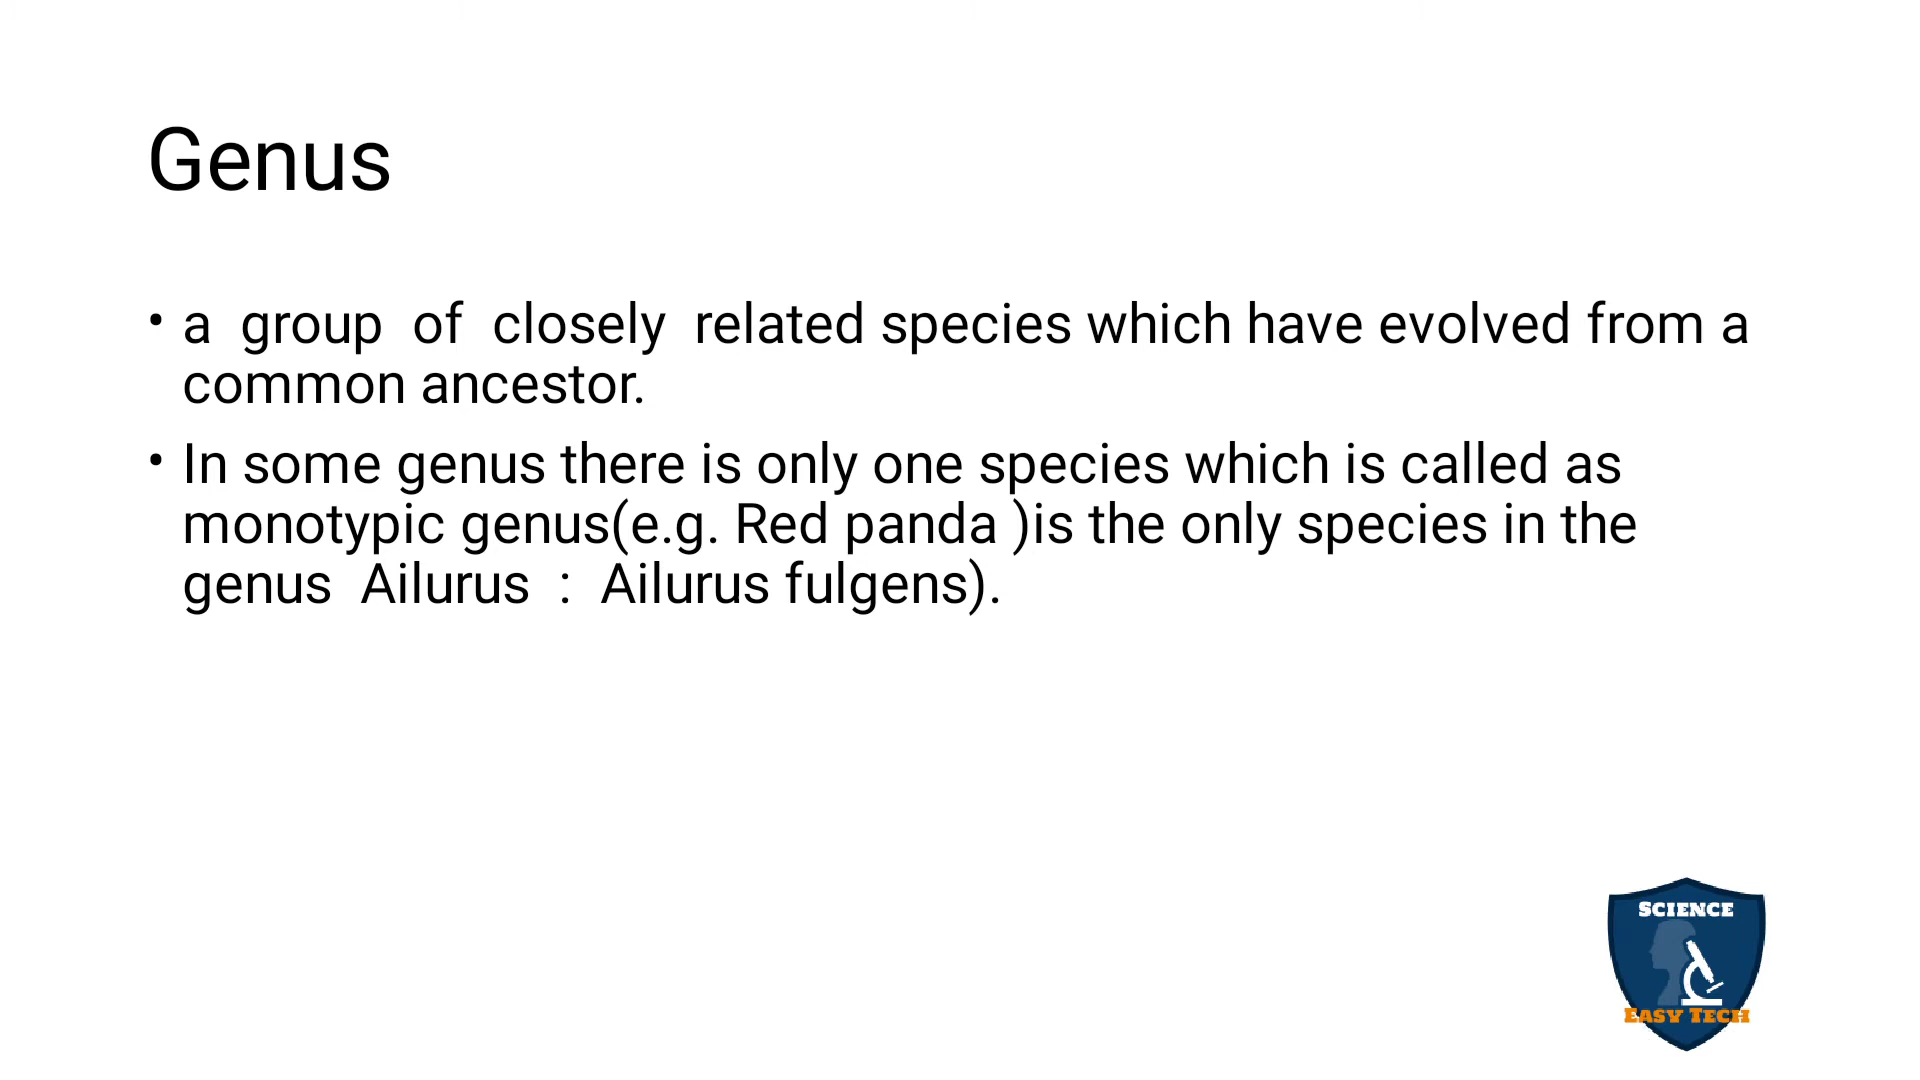 Genus
• a group of closely related species which have evolved from a
common ancestor.
• In some genus there is only one species which is called as
monotypic genus(e.g. Red panda )is the only species in the
genus Ailurus : Ailurus fulgens).
SCIENCE
EASY TECH